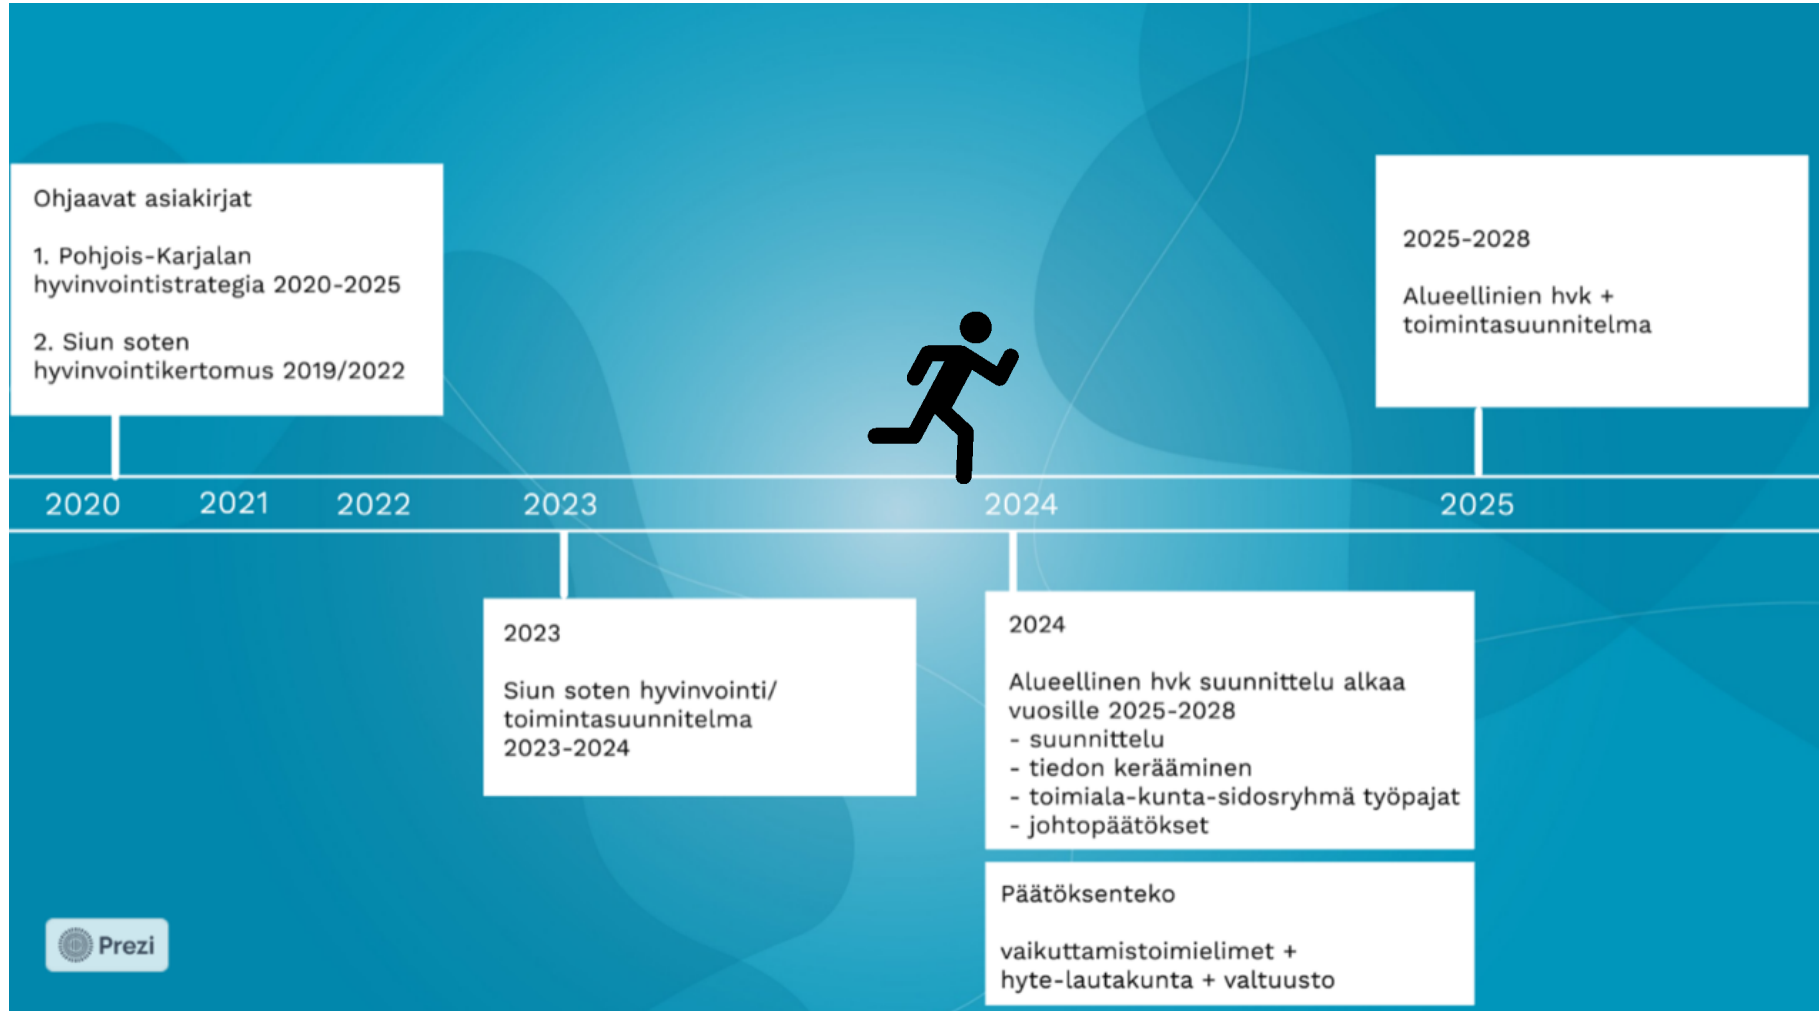 Ohjaavat asiakirjat
1. Pohjois-Karjalan
hyvinvointistrategia 2020-2025
2. Siun soten
hyvinvointikertomus 2019/2022
2025-2028
Alueellinien hvk +
toimintasuunnitelma
2020
2021
2022
2023
2024
2025
2023
Siun soten hyvinvointi/
toimintasuunnitelma
2023-2024
2024
Alueellinen hvk suunnittelu alkaa
vuosille 2025-2028
- suunnittelu
- tiedon kerääminen
- toimiala-kunta-sidosryhmä työpajat
- johtopäätökset
Päätöksenteko
vaikuttamistoimielimet +
hyte-lautakunta + valtuusto
Prezi